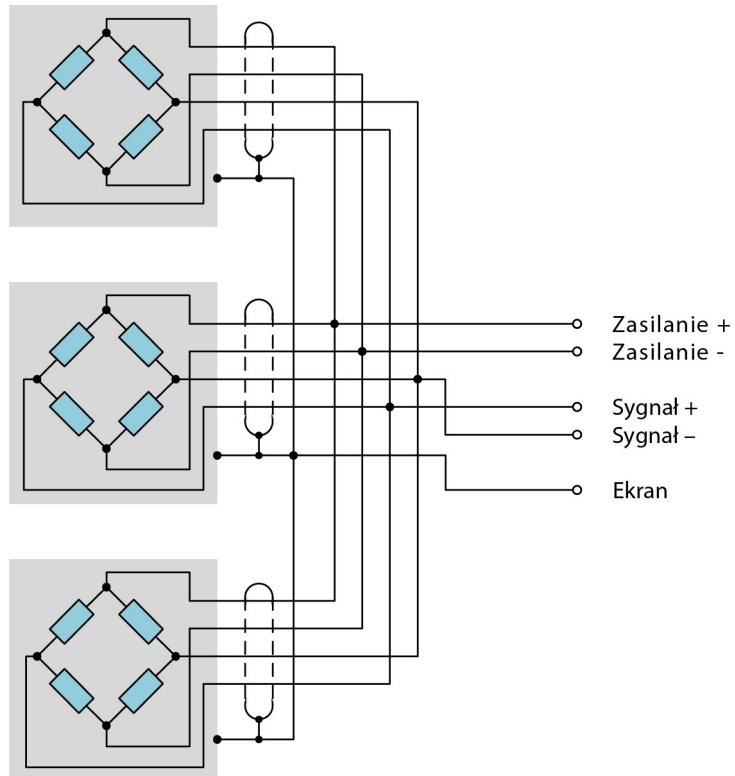 Zasilanie +
Zasilanie -
Sygnał +
Sygnał –
Ekran